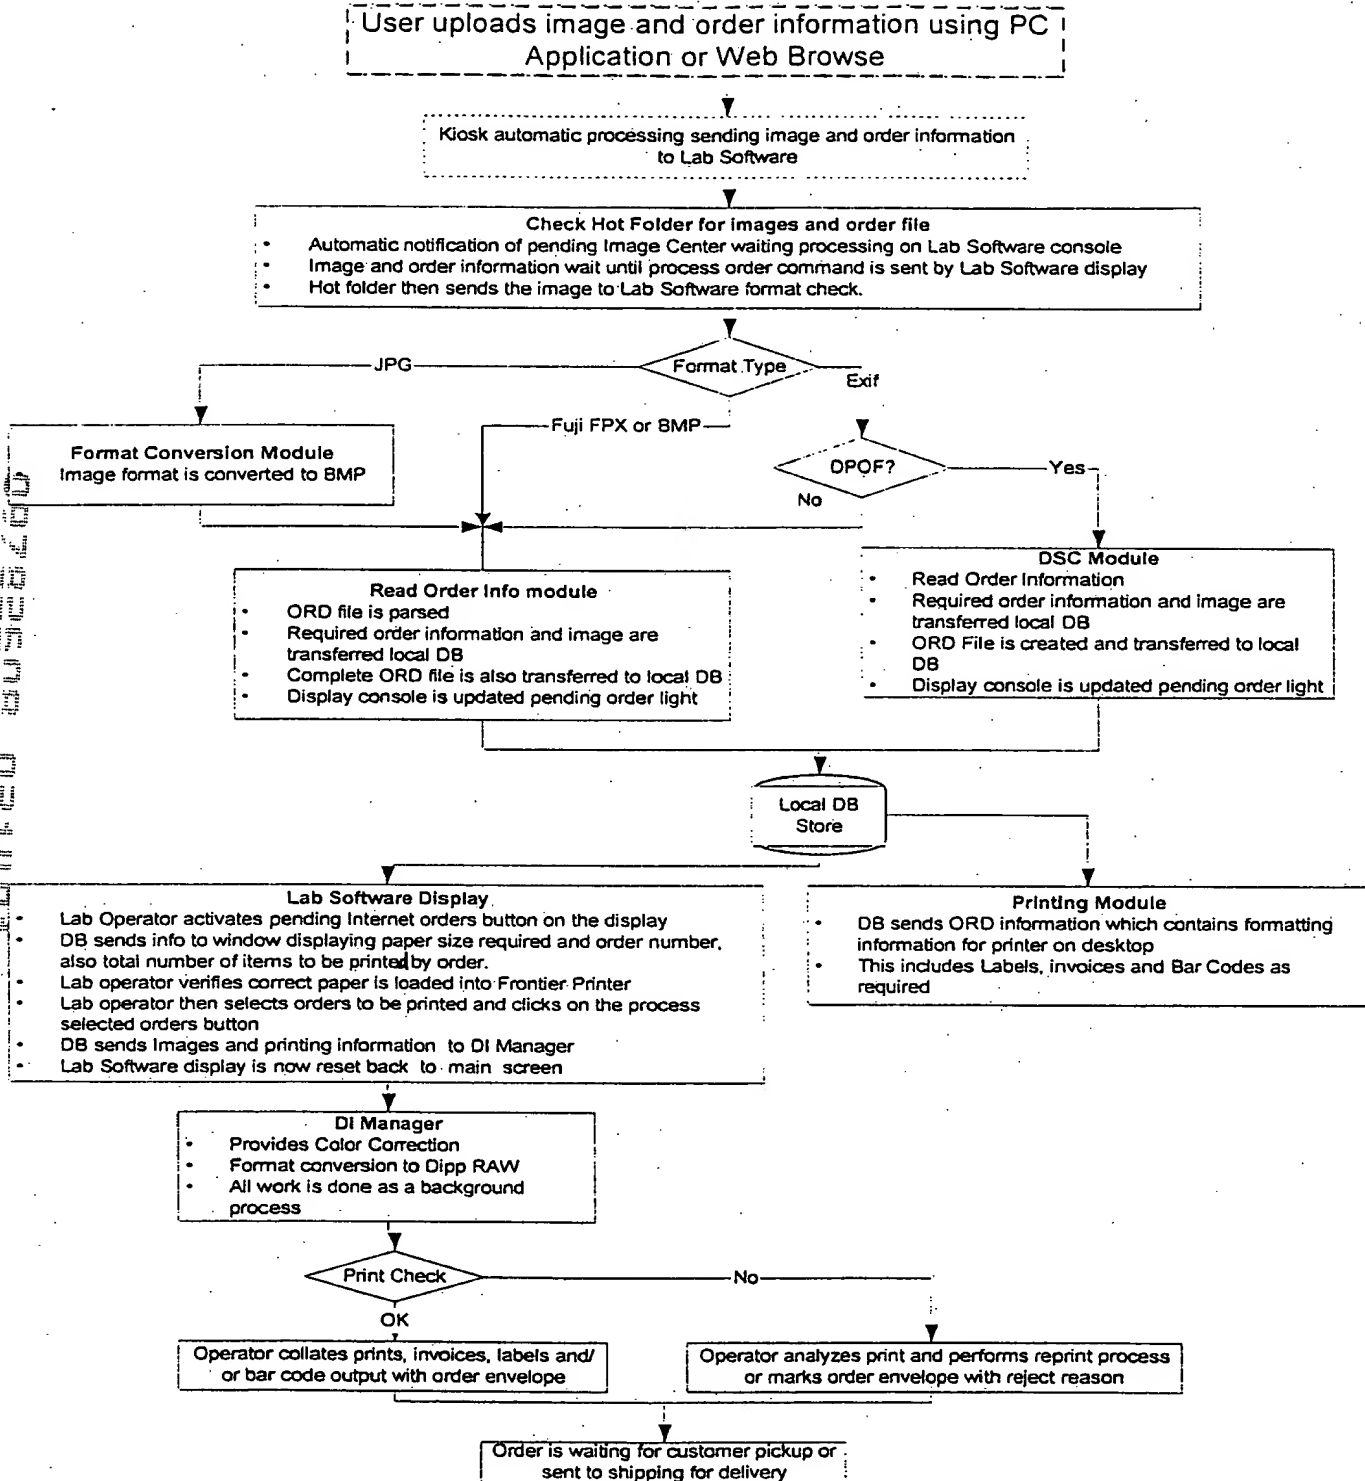 User uploads image and order information using PC
Application or Web Browse
Kiosk automatic processing sending image and order information
to Lab Software
Check Hot Folder for images and order file
• Automatic notification of pending Image Center waiting processing on Lab Software console
• Image and order information wait until process order command is sent by Lab Software display
• Hot folder then sends the image to Lab Software format check.
Format Type
JPG
Exif
Fuji FPX or BMP
Format Conversion Module
Image format is converted to BMP
DPOF?
Yes
No
DSC Module
• Read Order Information
• Required order information and image are
transferred local DB
• ORD File is created and transferred to local
DB
• Display console is updated pending order light
Read Order Info module
• ORD file is parsed
• Required order information and image are
transferred local DB
• Complete ORD file is also transferred to local DB
• Display console is updated pending order light
Local DB
Store
Lab Software Display
• Lab Operator activates pending Internet orders button on the display
• DB sends info to window displaying paper size required and order number,
also total number of items to be printed by order.
• Lab operator verifies correct paper is loaded into Frontier Printer
• Lab operator then selects orders to be printed and clicks on the process
selected orders button
• DB sends Images and printing information to DI Manager
• Lab Software display is now reset back to main screen
Printing Module
• DB sends ORD information which contains formatting
information for printer on desktop
• This includes Labels, invoices and Bar Codes as
required
DI Manager
• Provides Color Correction
• Format conversion to Dipp RAW
• All work is done as a background
process
Print Check
No
OK
Operator collates prints, invoices, labels and/
or bar code output with order envelope
Operator analyzes print and performs reprint process
or marks order envelope with reject reason
Order is waiting for customer pickup or
sent to shipping for delivery